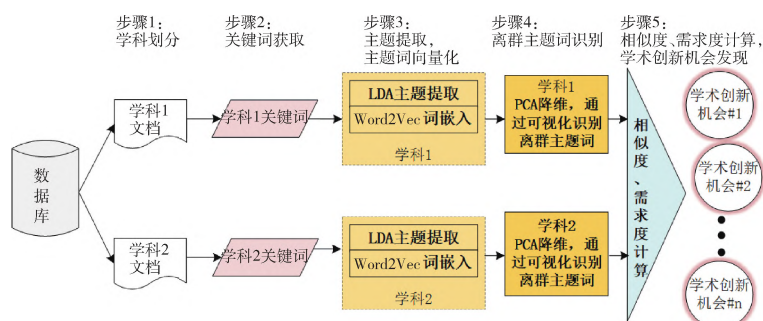 步骤1：
学科划分
步骤2：
关键词获取
步骤3：
主题提取，
主题词向量化
步骤4：
离群主题词识别
步骤5：
相似度、需求度计算，
学术创新机会发现
数
据
库
学科1
文档
学科1关键词
LDA主题提取
Word2Vec词嵌入
学科1
学科1
PCA降维，通
过可视化识别
离群主题词
学科2
文档
学科2关键词
LDA主题提取
Word2Vec词嵌入
学科2
学科2
PCA降维，通
过可视化识别
离群主题词
相似度、需求度计算
学术创新
机会#1
学术创新
机会#2
学术创新
机会#n